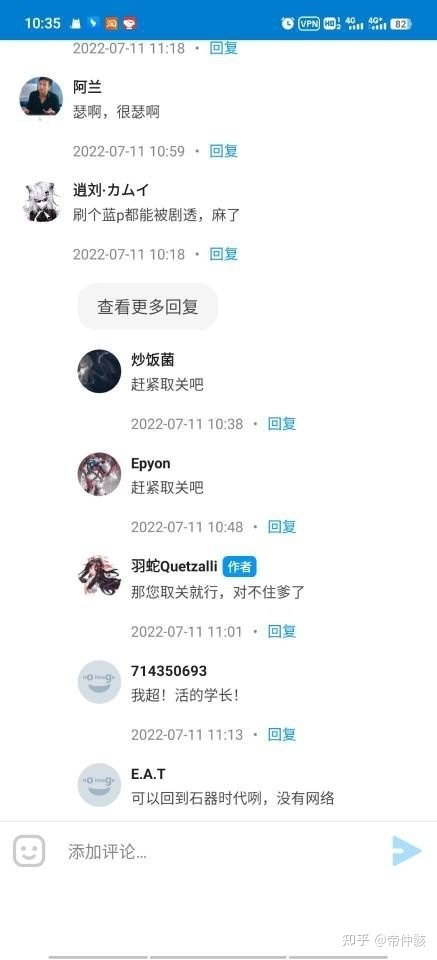 10:35
VPN
HD 1 2
4G
4G+
82
2022-07-11 11:18 • 回复
阿兰
瑟啊，很瑟啊
2022-07-11 10:59 • 回复
逍刘·カムイ
刷个蓝p都能被剧透，麻了
2022-07-11 10:18 • 回复
查看更多回复
炒饭菌
赶紧取关吧
2022-07-11 10:38 • 回复
Epyon
赶紧取关吧
2022-07-11 10:48 • 回复
羽蛇Quetzalli 作者
那您取关就行，对不住爹了
2022-07-11 11:01 • 回复
714350693
我超！活的学长！
2022-07-11 11:13 • 回复
E.A.T
可以回到石器时代咧，没有网络
添加评论…
知乎 @帝仲骸